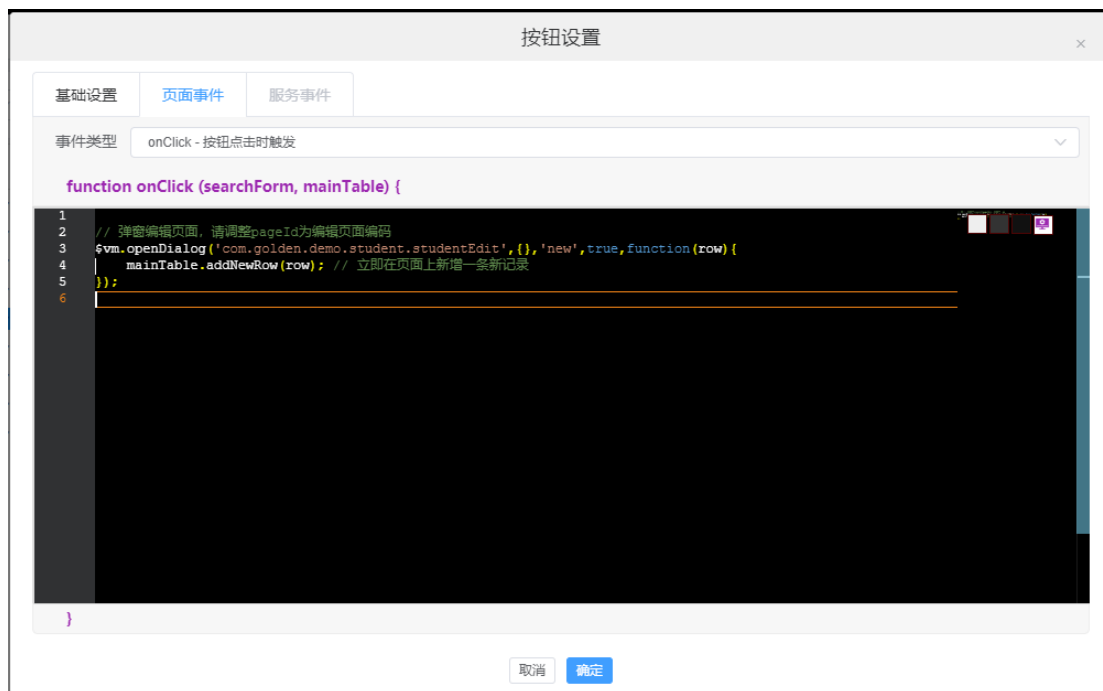 按钮设置
×
基础设置 页面事件 服务事件
事件类型 onClick - 按钮点击时触发
function onClick (searchForm, mainTable) {
1
2 // 弹窗编辑页面，请调整pageId为编辑页面编码
3 $vm.openDialog('com.golden.demo.student.studentEdit',{},'new',true,function(row){
4 mainTable.addNewRow(row); // 立即在页面上新增一条新记录
5 });
6
}
取消 确定